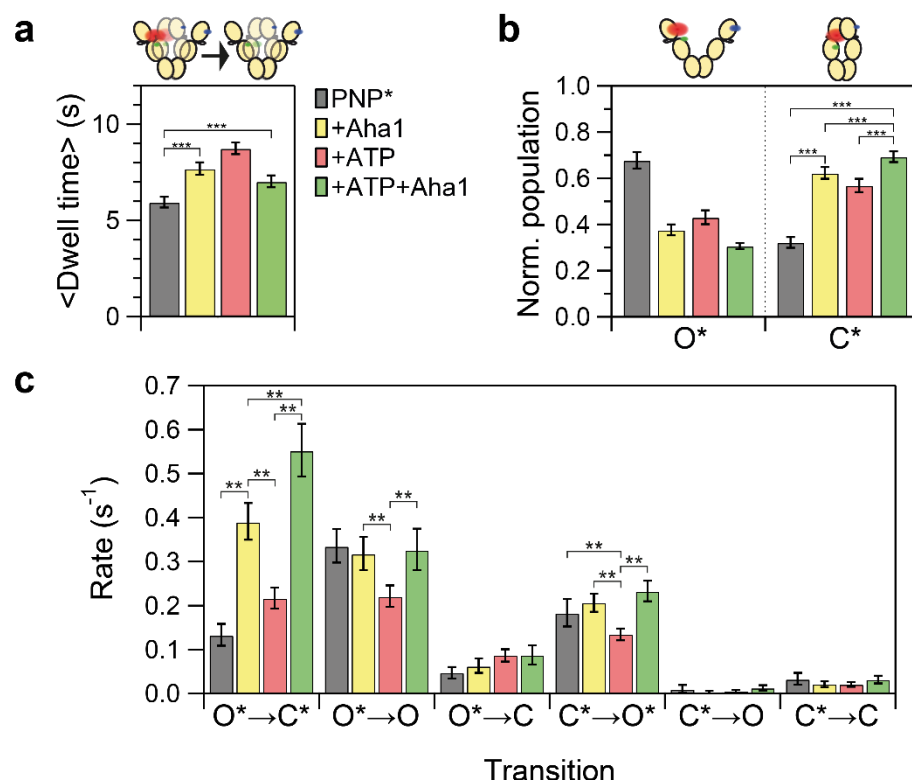 a
<Dwell time> (s)
10
5
0
***
***
PNP*
+Aha1
+ATP
+ATP+Aha1
b
Norm. population
1.0
0.8
0.6
0.4
0.2
0.0
***
***
***
***
O*
C*
c
Rate (s⁻¹)
0.7
0.6
0.5
0.4
0.3
0.2
0.1
0.0
**
**
**
**
**
**
**
**
**
O*→C*
O*→O
O*→C
C*→O*
C*→O
C*→C
Transition